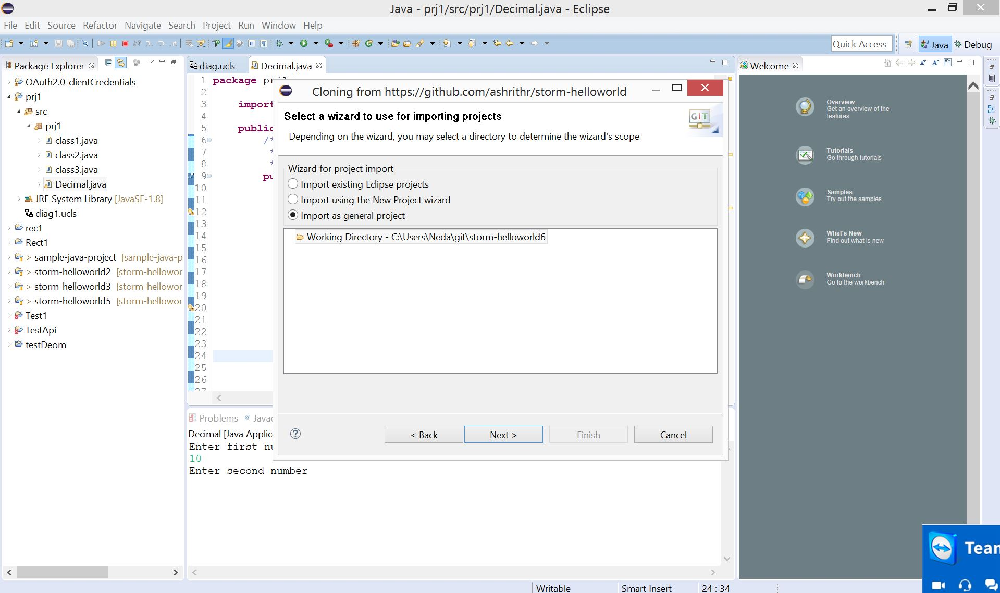 Java - prj1/src/prj1/Decimal.java - Eclipse
File Edit Source Refactor Navigate Search Project Run Window Help
Quick Access
Java
Debug
Package Explorer
OAuth2.0_clientCredentials
prj1
src
prj1
class1.java
class2.java
class3.java
Decimal.java
JRE System Library [JavaSE-1.8]
diag1.ucls
rec1
Rect1
> sample-java-project [sample-java-p
> storm-helloworld2 [storm-hellowor
> storm-helloworld3 [storm-hellowor
> storm-helloworld5 [storm-hellowor
Test1
TestApi
testDeom
diag.ucls
Decimal.java
1 package prj1;
2
3 import
4
5 public
6 /*
7 *
8 *
9 pu
10
11
12
13
14
15
16
17
18
19
20
21
22
23
24
25
26
27
Cloning from https://github.com/ashrithr/storm-helloworld
Select a wizard to use for importing projects
GIT
Depending on the wizard, you may select a directory to determine the wizard's scope
Wizard for project import
Import existing Eclipse projects
Import using the New Project wizard
Import as general project
Working Directory - C:\Users\Neda\git\storm-helloworld6
< Back
Next >
Finish
Cancel
Problems @ Javad
Decimal [Java Applic
Enter first nu
10
Enter second number
Welcome
Overview
Get an overview of the
features
Tutorials
Go through tutorials
Samples
Try out the samples
What's New
Find out what is new
Workbench
Go to the workbench
Team
Writable
Smart Insert
24 : 34